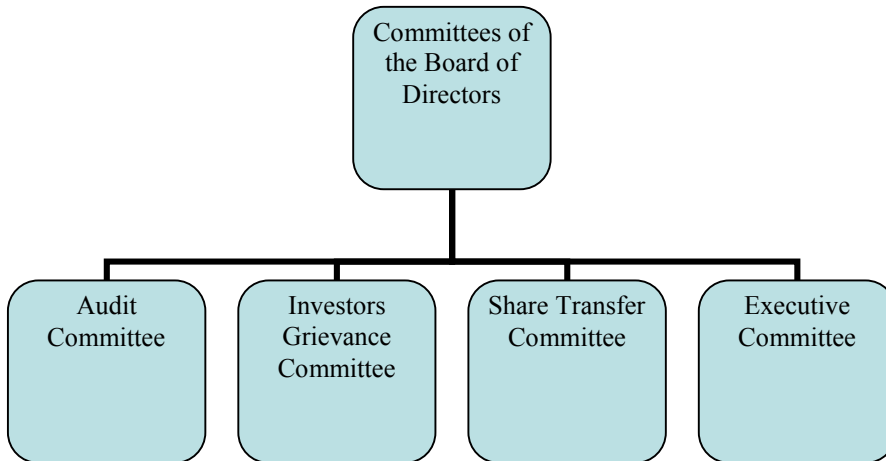 Committees of
the Board of
Directors
Audit
Committee
Investors
Grievance
Committee
Share Transfer
Committee
Executive
Committee